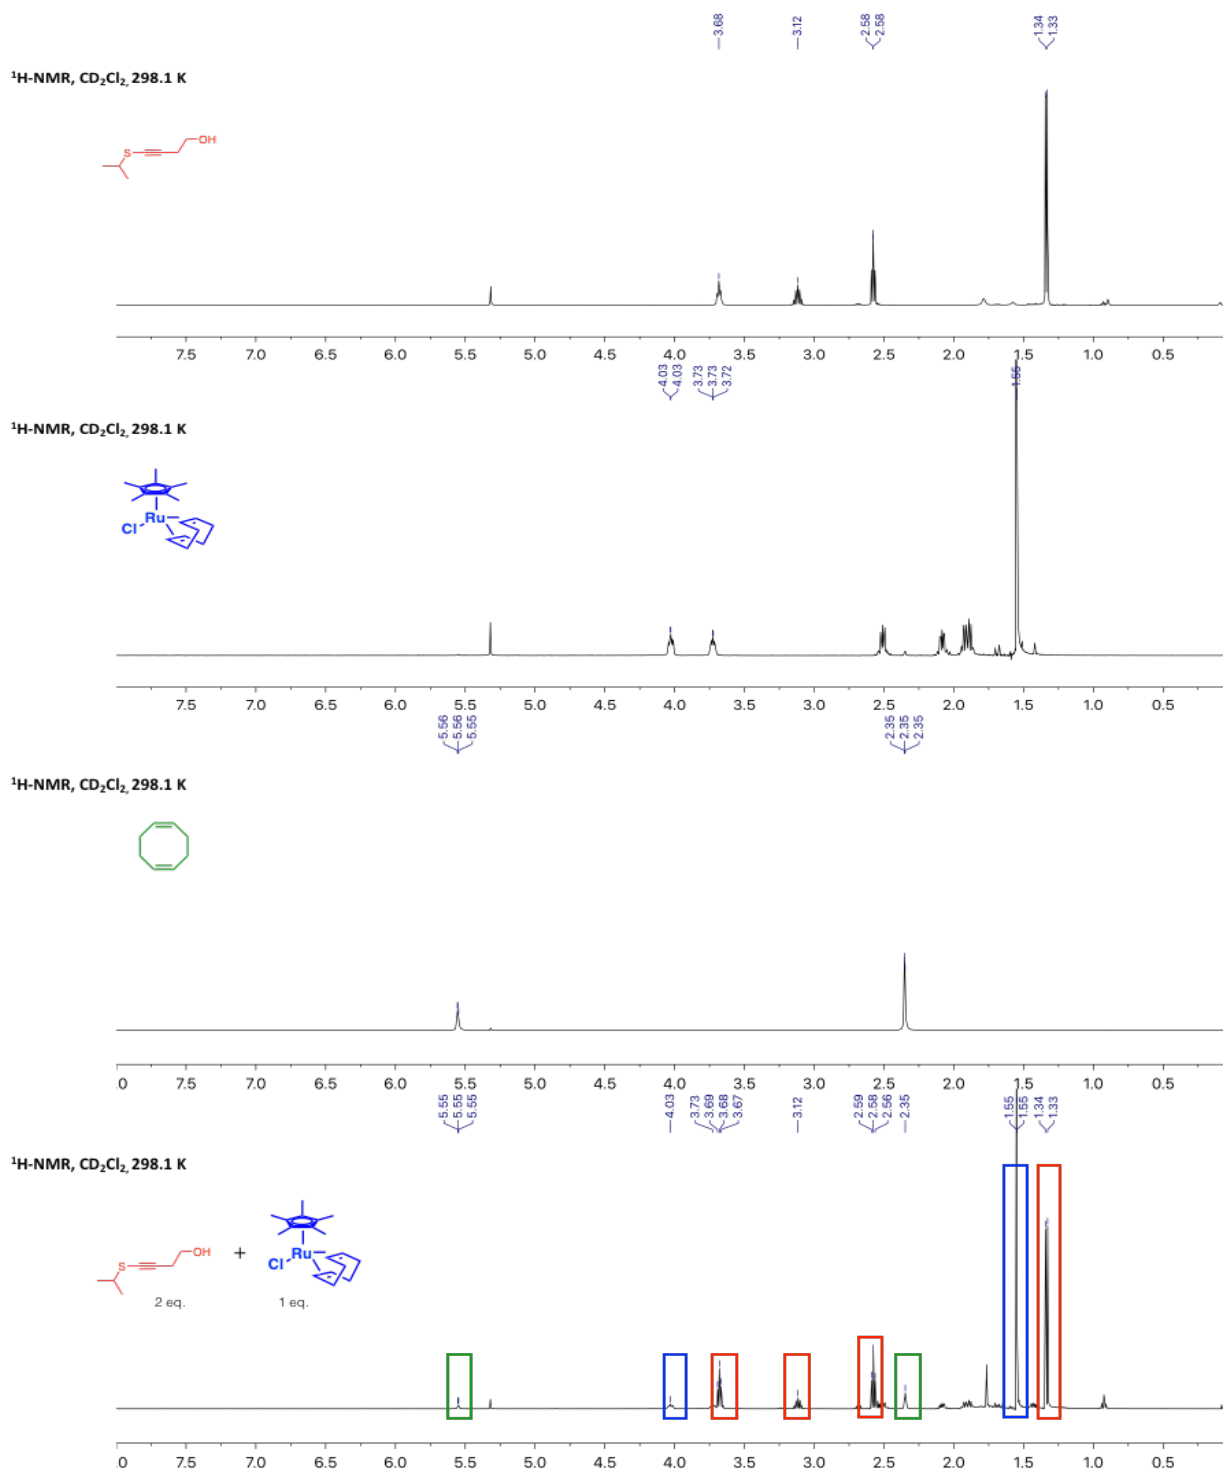 3.68 3.12 2.58 2.58 1.34 1.33
¹H-NMR, CD₂Cl₂, 298.1 K
S OH
7.5 7.0 6.5 6.0 5.5 5.0 4.5 4.0 3.5 3.0 2.5 2.0 1.5 1.0 0.5
4.03 4.03 3.73 3.73 3.72 1.55
¹H-NMR, CD₂Cl₂, 298.1 K
Ru
Cl
7.5 7.0 6.5 6.0 5.5 5.0 4.5 4.0 3.5 3.0 2.5 2.0 1.5 1.0 0.5
5.56 5.56 5.55 2.35 2.35 2.35
¹H-NMR, CD₂Cl₂, 298.1 K
.0 7.5 7.0 6.5 6.0 5.5 5.0 4.5 4.0 3.5 3.0 2.5 2.0 1.5 1.0 0.5
5.55 5.55 5.55 4.03 3.73 3.69 3.68 3.67 3.12 2.59 2.58 2.56 2.35 1.55 1.55 1.34 1.33
¹H-NMR, CD₂Cl₂, 298.1 K
S OH + Ru
Cl
2 eq. 1 eq.
.0 7.5 7.0 6.5 6.0 5.5 5.0 4.5 4.0 3.5 3.0 2.5 2.0 1.5 1.0 0.5